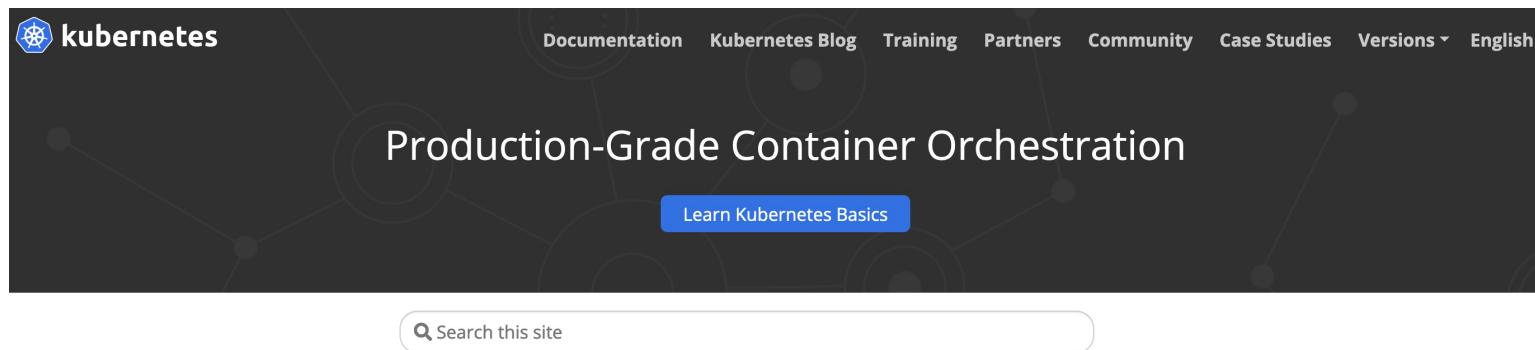 kubernetes Documentation Kubernetes Blog Training Partners Community Case Studies Versions English
Production-Grade Container Orchestration
Learn Kubernetes Basics
Search this site